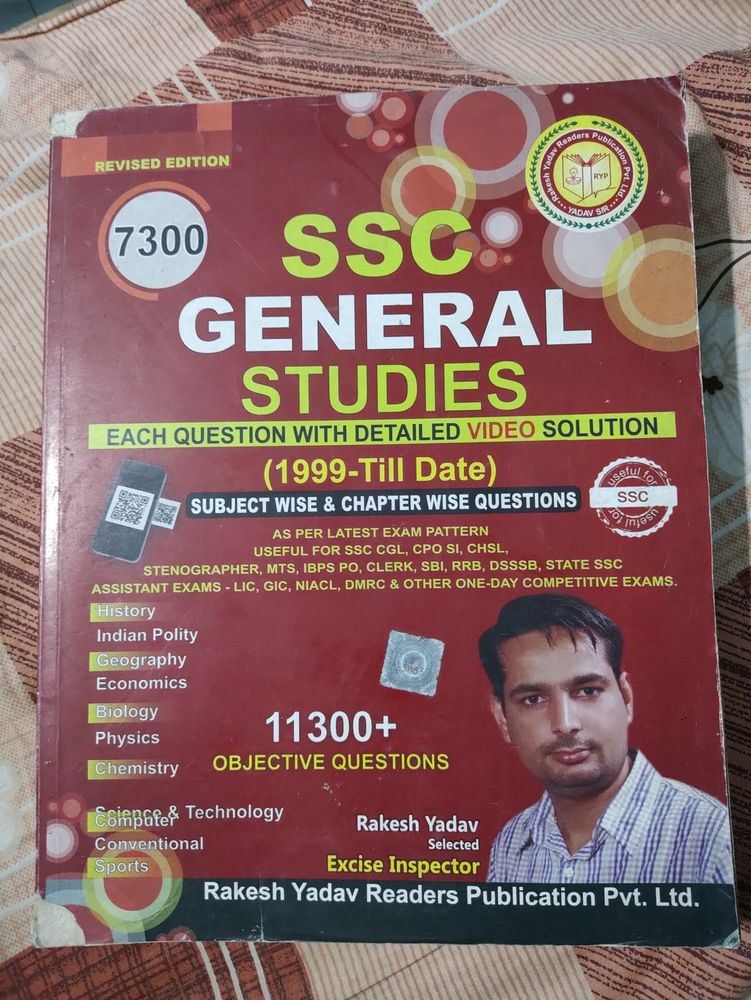 REVISED EDITION
Rakesh Yadav Readers Publication Pvt. Ltd.
RYP
YADAV SIR
7300
SSC
GENERAL
STUDIES
EACH QUESTION WITH DETAILED VIDEO SOLUTION
(1999-Till Date)
SUBJECT WISE & CHAPTER WISE QUESTIONS
useful for
SSC
useful for
AS PER LATEST EXAM PATTERN
USEFUL FOR SSC CGL, CPO SI, CHSL,
STENOGRAPHER, MTS, IBPS PO, CLERK, SBI, RRB, DSSSB, STATE SSC
ASSISTANT EXAMS - LIC, GIC, NIACL, DMRC & OTHER ONE-DAY COMPETITIVE EXAMS.
History
Indian Polity
Geography
Economics
Biology
Physics
Chemistry
Science & Technology
Computer
Conventional
Sports
11300+
OBJECTIVE QUESTIONS
Rakesh Yadav
Selected
Excise Inspector
Rakesh Yadav Readers Publication Pvt. Ltd.